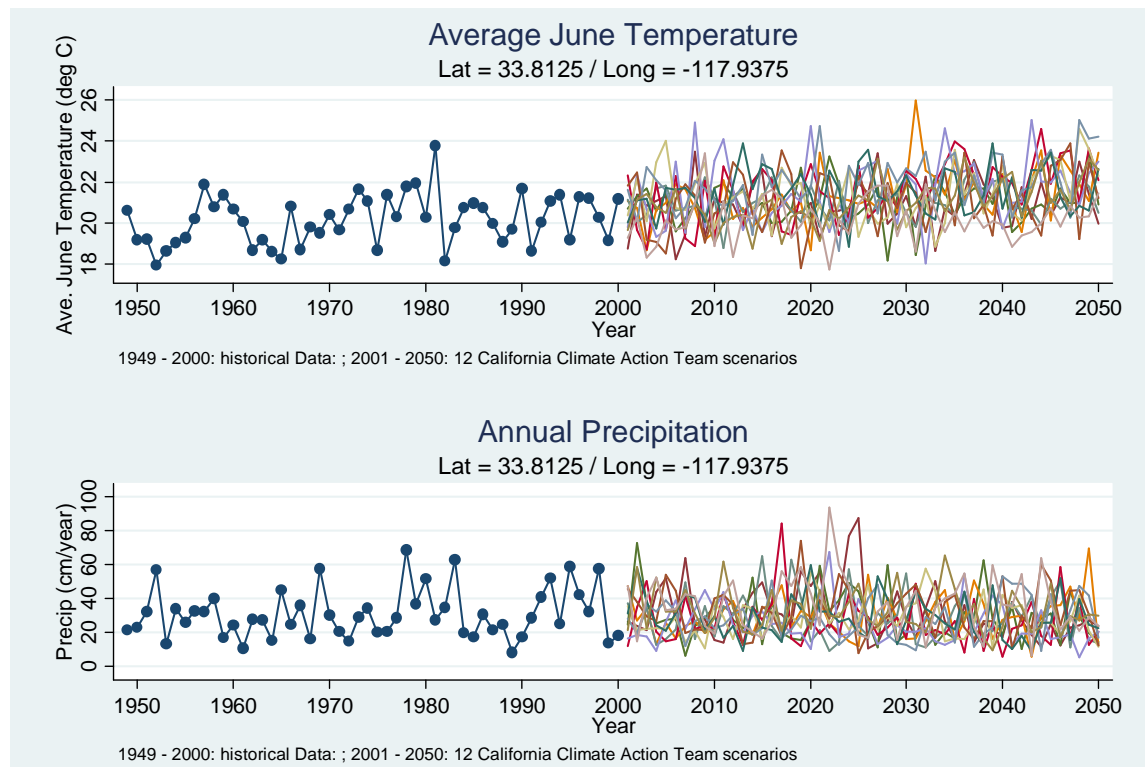 Average June Temperature
Lat = 33.8125 / Long = -117.9375
Ave. June Temperature (deg C)
26
24
22
20
18
1950 1960 1970 1980 1990 2000 2010 2020 2030 2040 2050
Year
1949 - 2000: historical Data: ; 2001 - 2050: 12 California Climate Action Team scenarios
Annual Precipitation
Lat = 33.8125 / Long = -117.9375
Precip (cm/year)
100
80
60
40
20
0
1950 1960 1970 1980 1990 2000 2010 2020 2030 2040 2050
Year
1949 - 2000: historical Data: ; 2001 - 2050: 12 California Climate Action Team scenarios